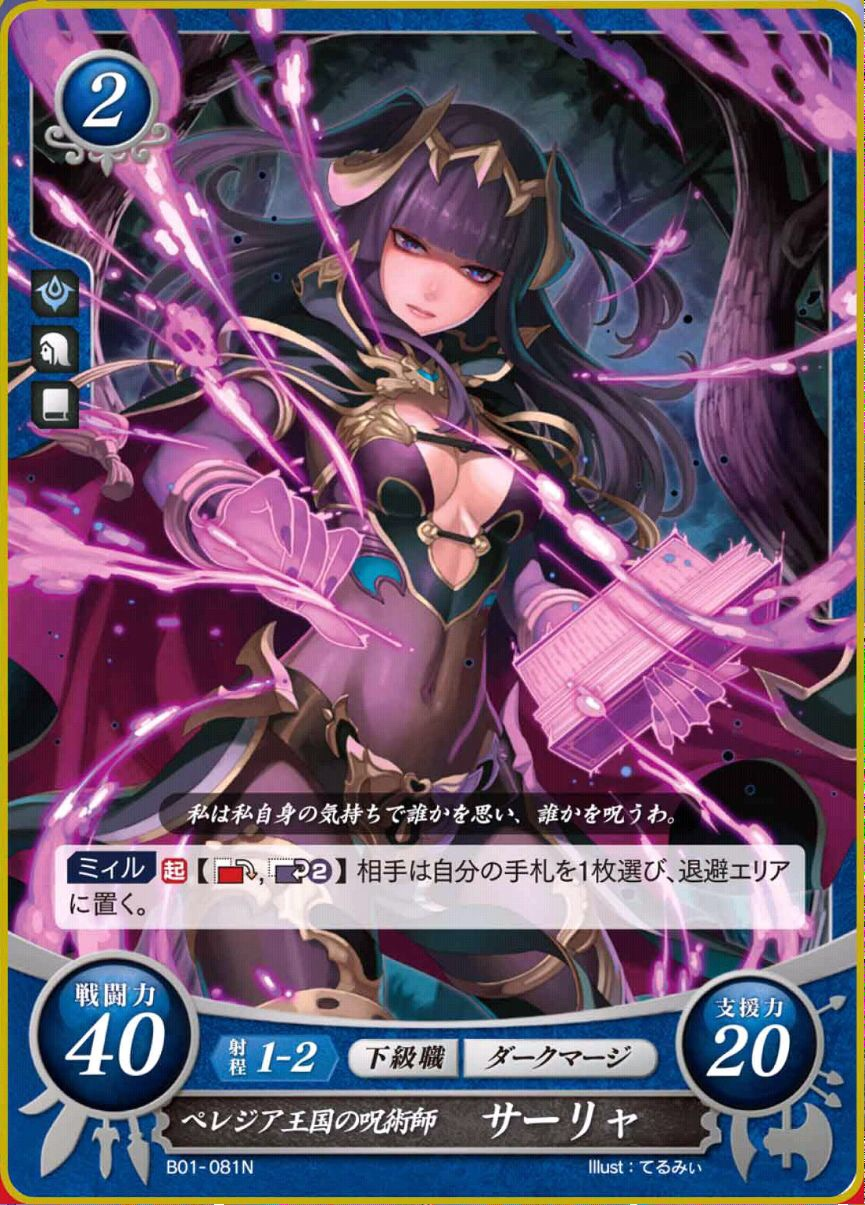 2
私は私自身の気持ちで誰かを思い、誰かを呪うわ。
ミィル 起 【 , 2】 相手は自分の手札を1枚選び、退避エリア
に置く。
戦闘力
40
射程 1-2
下級職 ダークマージ
支援力
20
ペレジア王国の呪術師 サーリャ
B01-081N Illust：てるみぃ